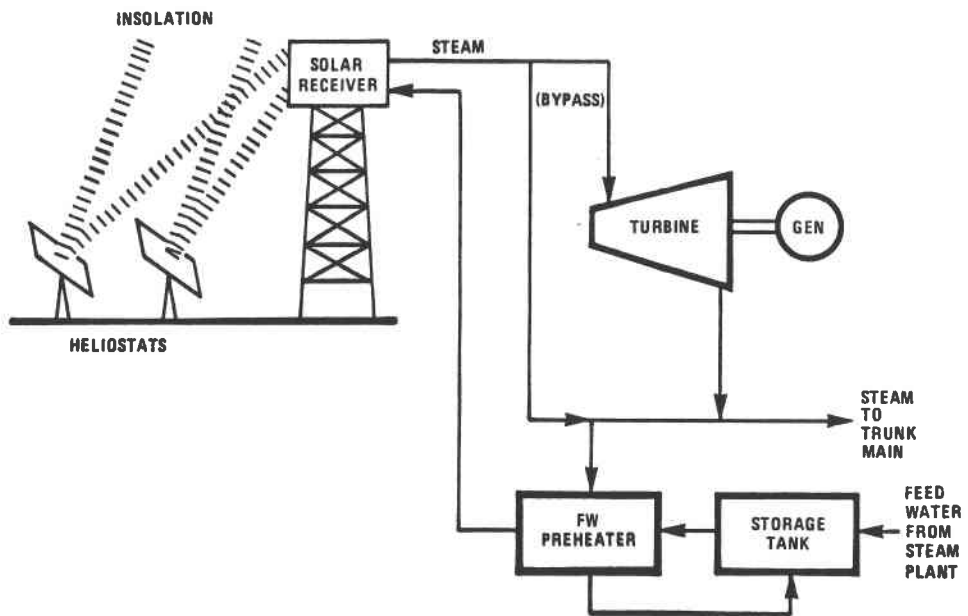 INSOLATION
SOLAR
RECEIVER
STEAM
(BYPASS)
TURBINE
GEN
HELIOSTATS
STEAM
TO
TRUNK
MAIN
FW
PREHEATER
STORAGE
TANK
FEED
WATER
FROM
STEAM
PLANT